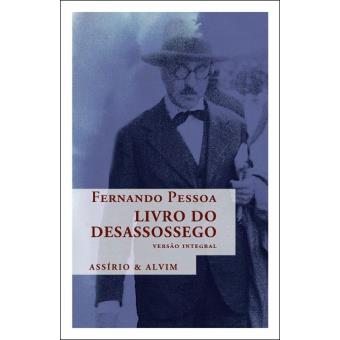 Fernando Pessoa
LIVRO DO
DESASSOSSEGO
VERSÃO INTEGRAL
ASSÍRIO & ALVIM